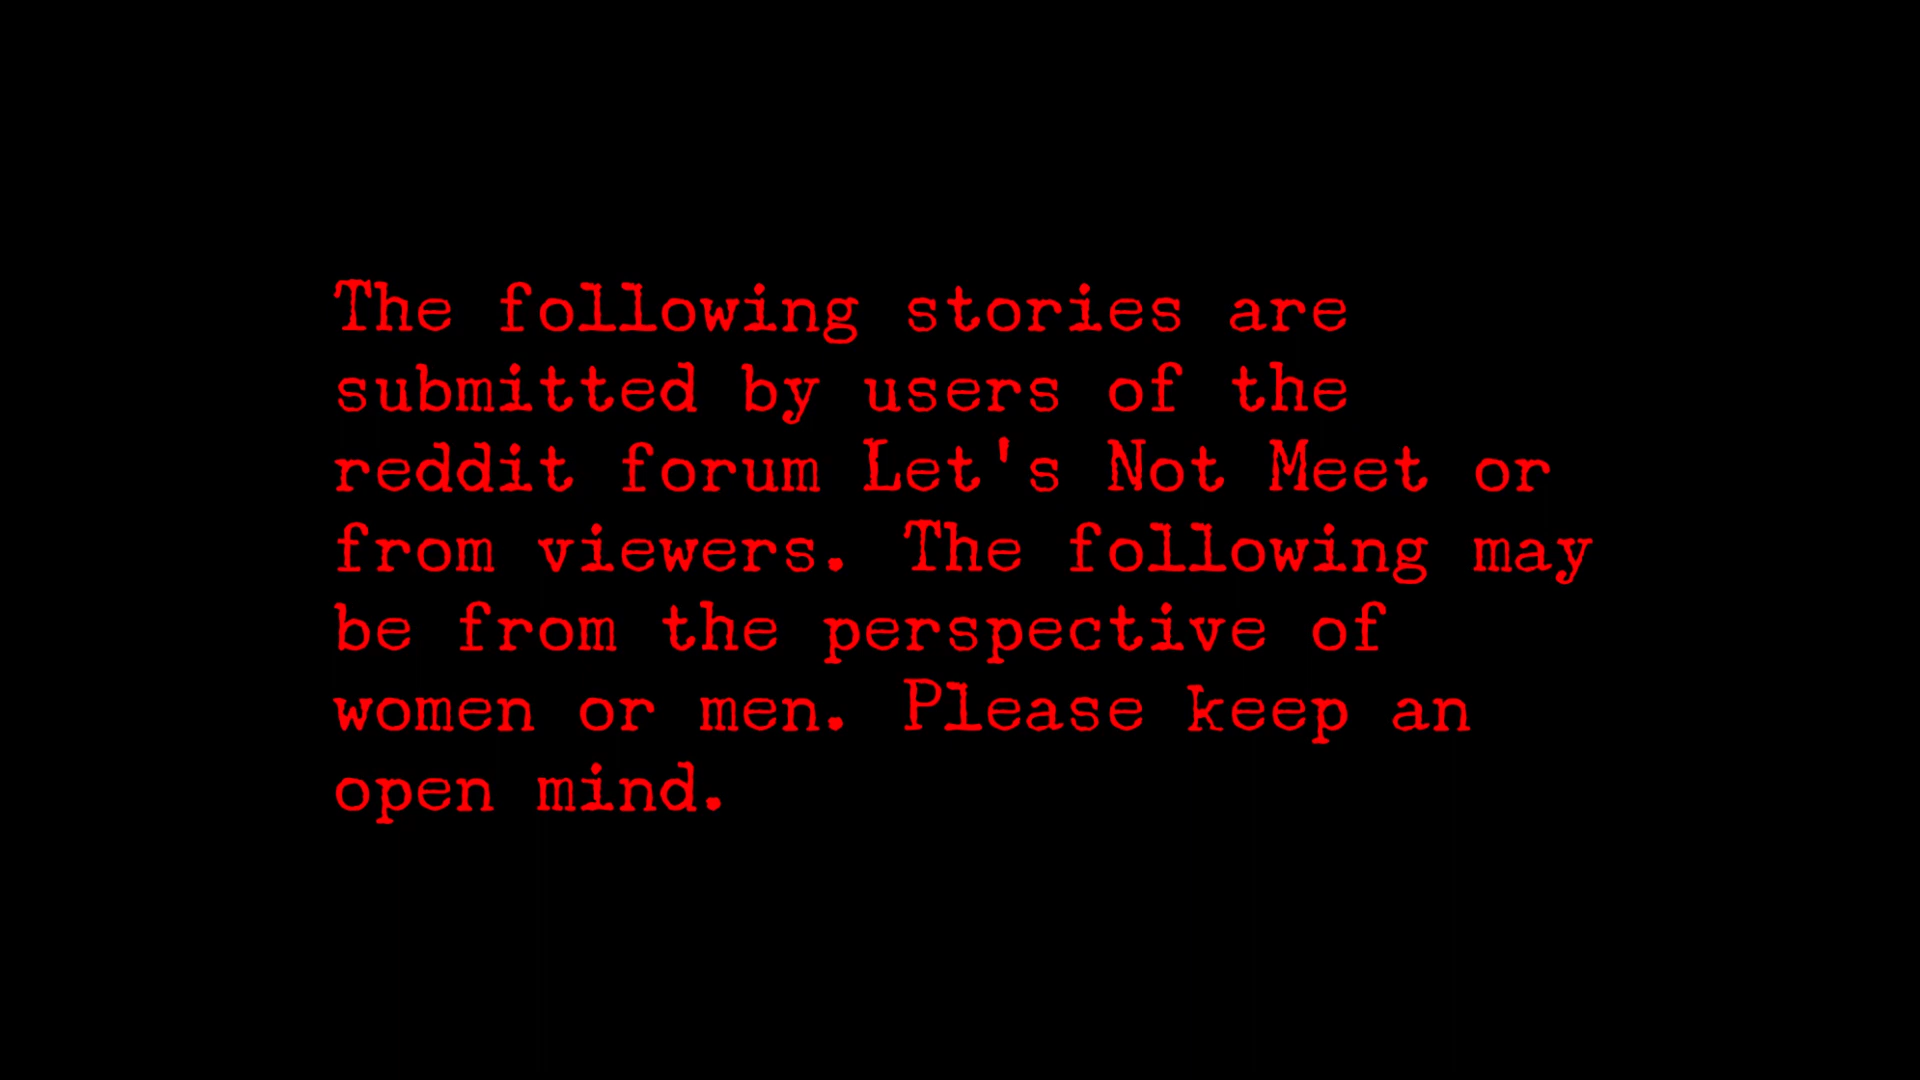 The following stories are
submitted by users of the
reddit forum Let's Not Meet or
from viewers. The following may
be from the perspective of
women or men. Please keep an
open mind.